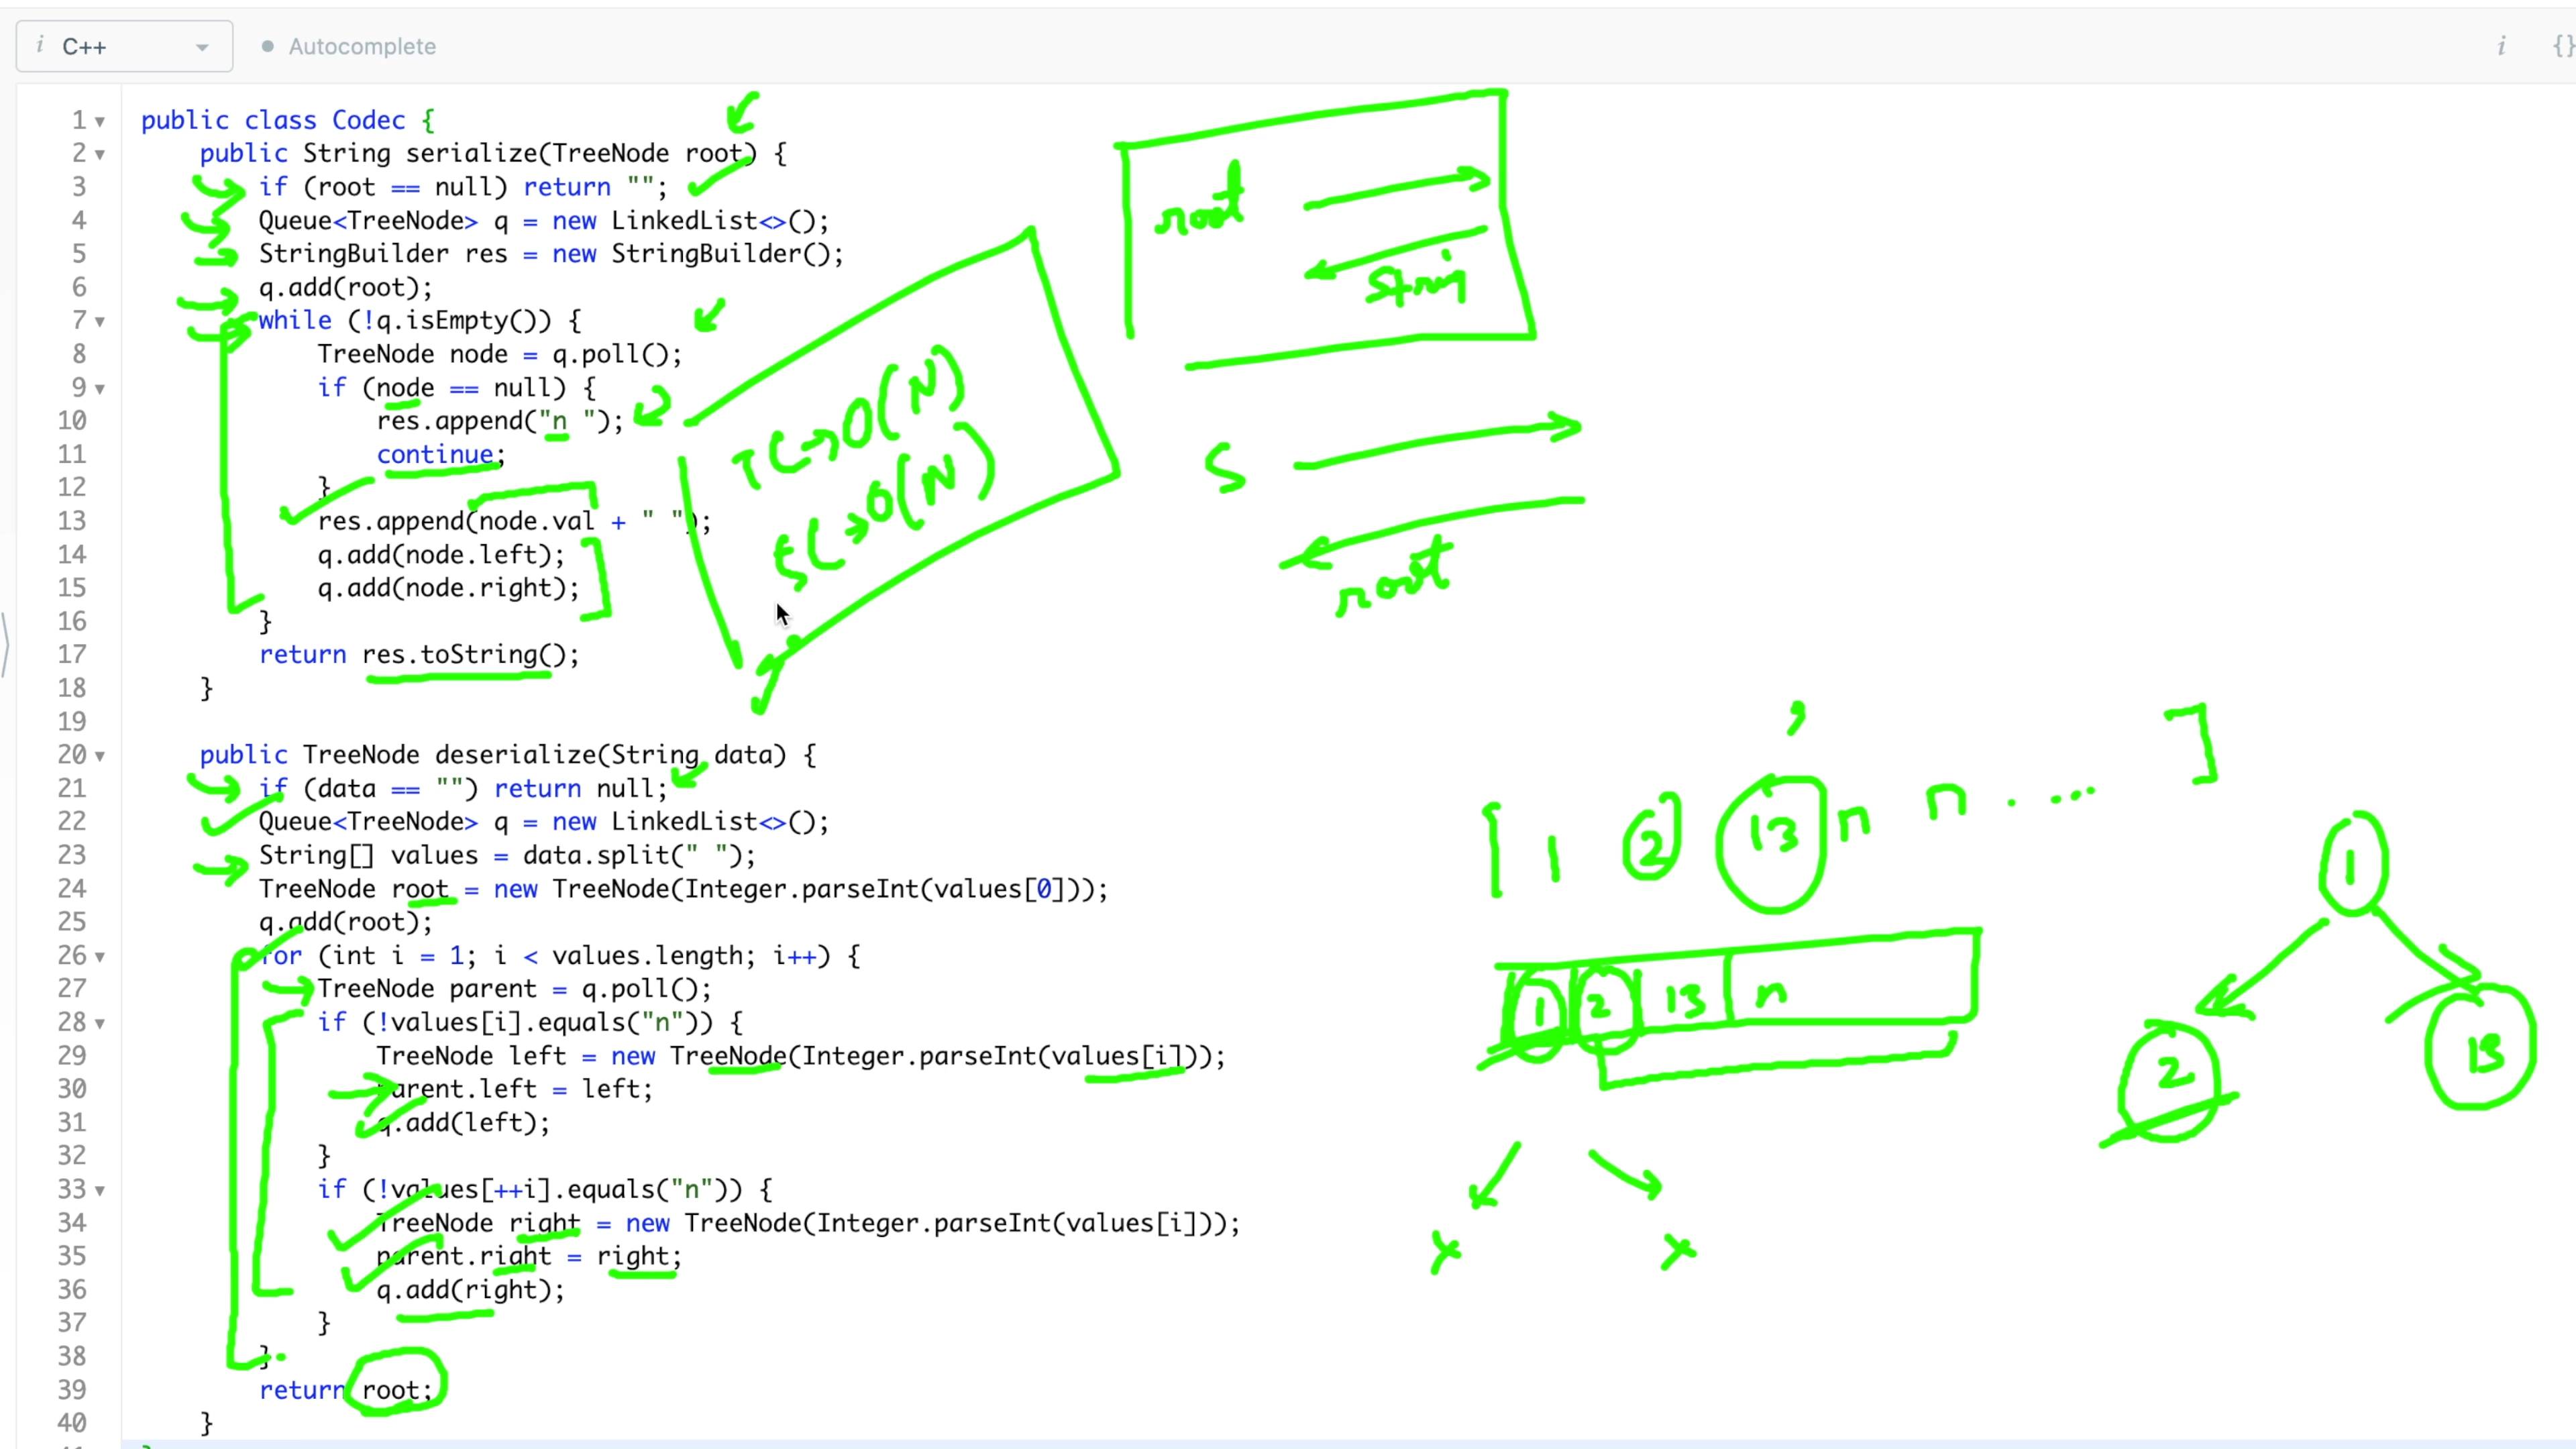 i C++ Autocomplete i {}
1 public class Codec {
2     public String serialize(TreeNode root) {
3         if (root == null) return "";
4         Queue<TreeNode> q = new LinkedList<>();
5         StringBuilder res = new StringBuilder();
6         q.add(root);
7         while (!q.isEmpty()) {
8             TreeNode node = q.poll();
9             if (node == null) {
10                 res.append("n ");
11                 continue;
12             }
13             res.append(node.val + " ");
14             q.add(node.left);
15             q.add(node.right);
16         }
17         return res.toString();
18     }
19
20     public TreeNode deserialize(String data) {
21         if (data == "") return null;
22         Queue<TreeNode> q = new LinkedList<>();
23         String[] values = data.split(" ");
24         TreeNode root = new TreeNode(Integer.parseInt(values[0]));
25         q.add(root);
26         for (int i = 1; i < values.length; i++) {
27             TreeNode parent = q.poll();
28             if (!values[i].equals("n")) {
29                 TreeNode left = new TreeNode(Integer.parseInt(values[i]));
30                 parent.left = left;
31                 q.add(left);
32             }
33             if (!values[++i].equals("n")) {
34                 TreeNode right = new TreeNode(Integer.parseInt(values[i]));
35                 parent.right = right;
36                 q.add(right);
37             }
38         }
39         return root;
40     }
root
TC→O(N)
SC→O(N)
S
root
,
[ 1 2 13 n n ..... ]
1 2 13 n
1
2 13
x x